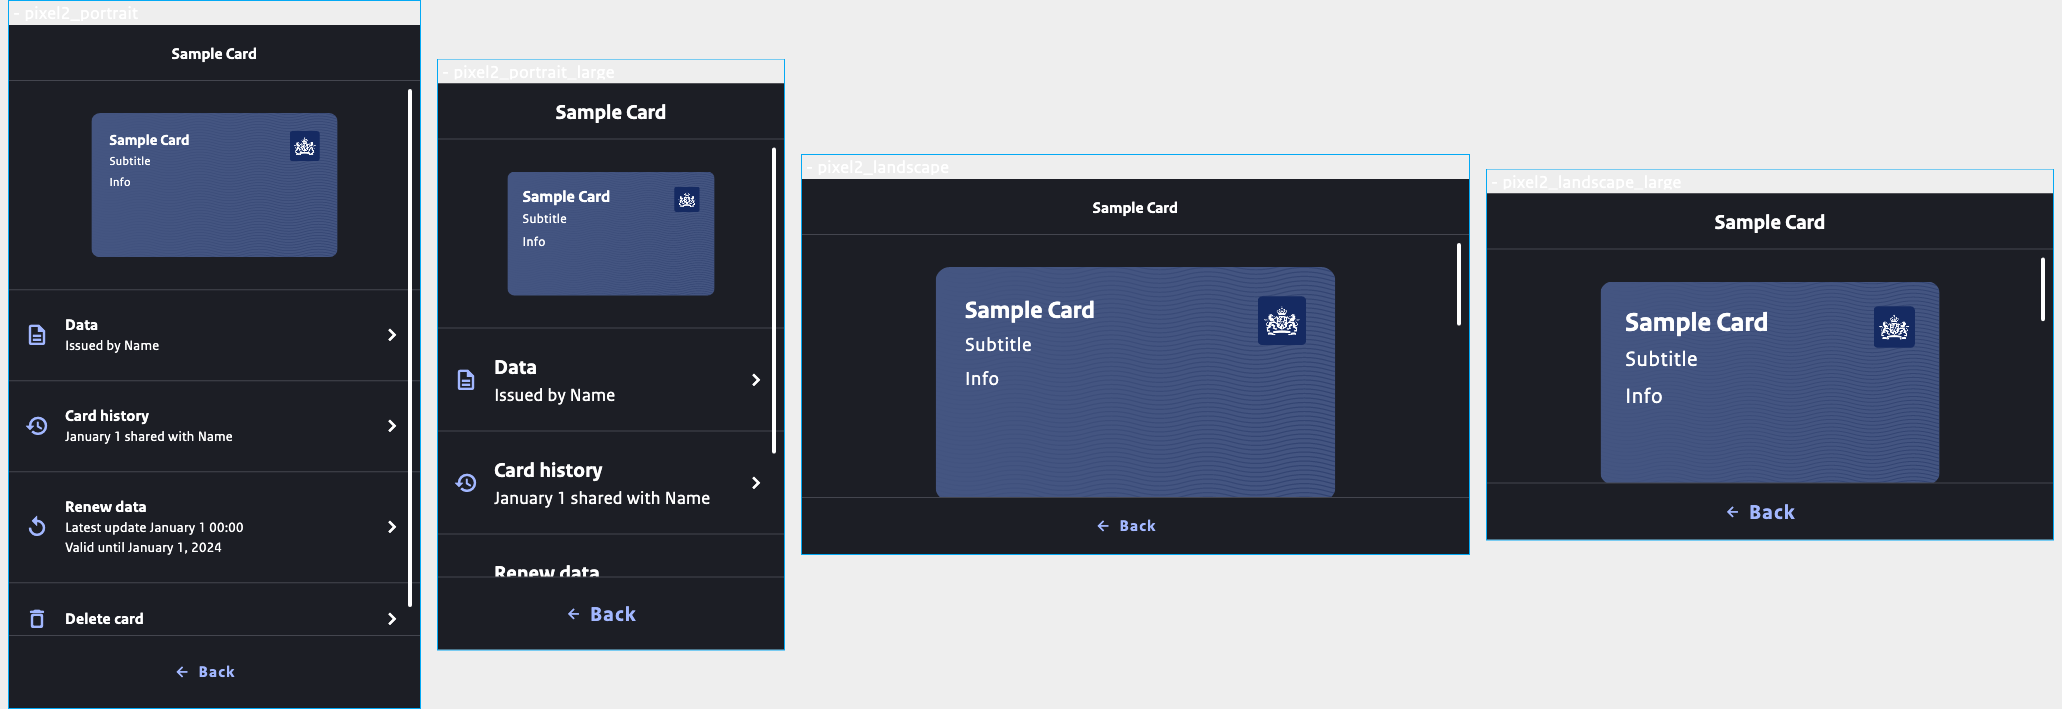 - pixel2_portrait
Sample Card
Sample Card
Subtitle
Info
Data
Issued by Name
Card history
January 1 shared with Name
Renew data
Latest update January 1 00:00
Valid until January 1, 2024
Delete card
Back
- pixel2_portrait_large
Sample Card
Sample Card
Subtitle
Info
Data
Issued by Name
Card history
January 1 shared with Name
Renew data
Back
- pixel2_landscape
Sample Card
Sample Card
Subtitle
Info
Back
- pixel2_landscape_large
Sample Card
Sample Card
Subtitle
Info
Back